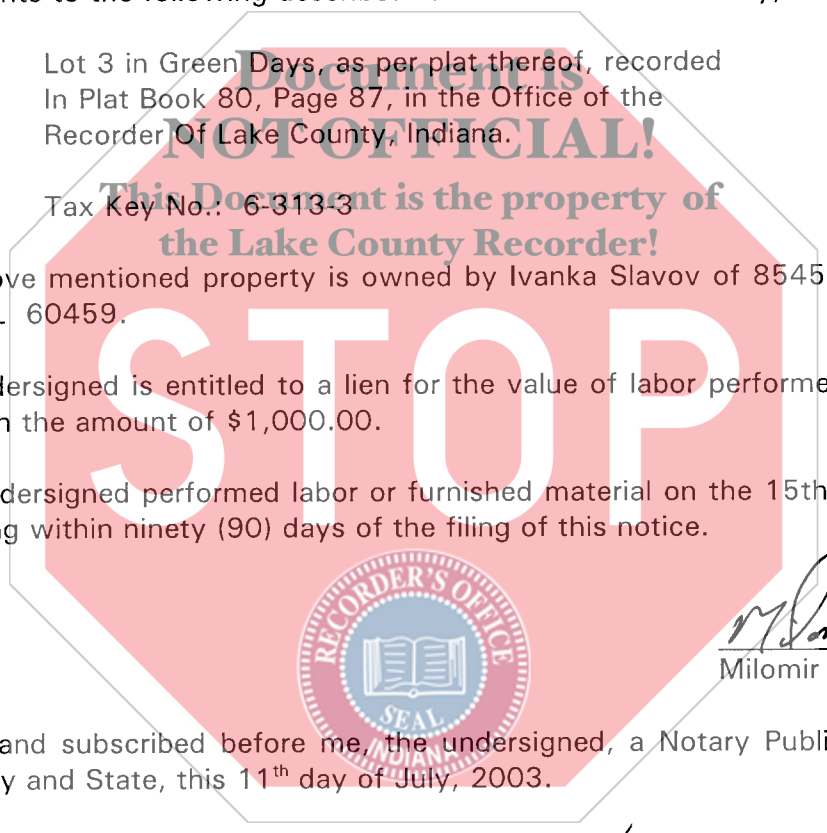 Lot 3 in Green Days, as per plat thereof, recorded
In Plat Book 80, Page 87, in the Office of the
Recorder Of Lake County, Indiana.
Tax Key No.: 6-313-3
Document is
NOT OFFICIAL!
This Document is the property of
the Lake County Recorder!
mentioned property is owned by Ivanka Slavov of 8545
60459.
is entitled to a lien for the value of labor
the amount of $1,000.00.
performed labor or furnished material on the 15th
within ninety (90) days of the filing of this notice.
STOP
RECORDER'S OFFICE
SEAL
INDIANA
Milomir
and subscribed before me, the undersigned, a Notary
and State, this 11th day of July, 2003.